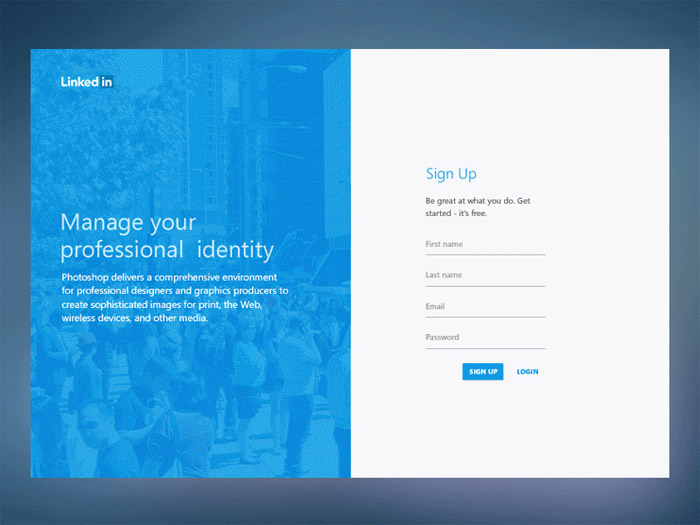 Linked in
Manage your
professional identity
Photoshop delivers a comprehensive environment
for professional designers and graphics producers to
create sophisticated images for print, the Web,
wireless devices, and other media.
Sign Up
Be great at what you do. Get
started - it's free.
First name
Last name
Email
Password
SIGN UP LOGIN